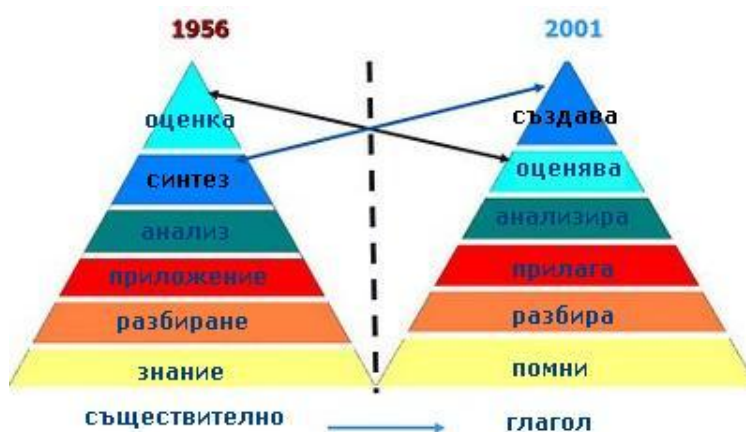 1956
2001
оценка
създава
синтез
оценява
анализ
анализира
приложение
прилага
разбиране
разбира
знание
помни
съществително
глагол